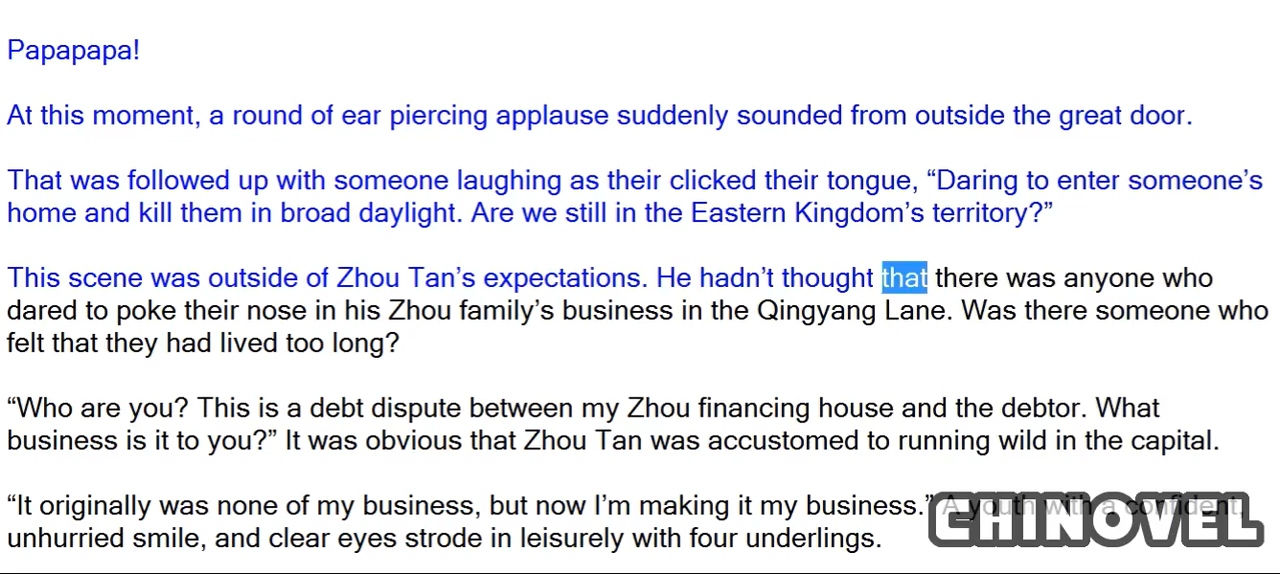 Papapapa!
At this moment, a round of ear piercing applause suddenly sounded from outside the great door.
That was followed up with someone laughing as their clicked their tongue, “Daring to enter someone’s
home and kill them in broad daylight. Are we still in the Eastern Kingdom’s territory?”
This scene was outside of Zhou Tan’s expectations. He hadn’t thought that there was anyone who
dared to poke their nose in his Zhou family’s business in the Qingyang Lane. Was there someone who
felt that they had lived too long?
“Who are you? This is a debt dispute between my Zhou financing house and the debtor. What
business is it to you?” It was obvious that Zhou Tan was accustomed to running wild in the capital.
“It originally was none of my business, but now I’m making it my business.” A youth with a confident,
unhurried smile, and clear eyes strode in leisurely with four underlings.
CHINOVEL